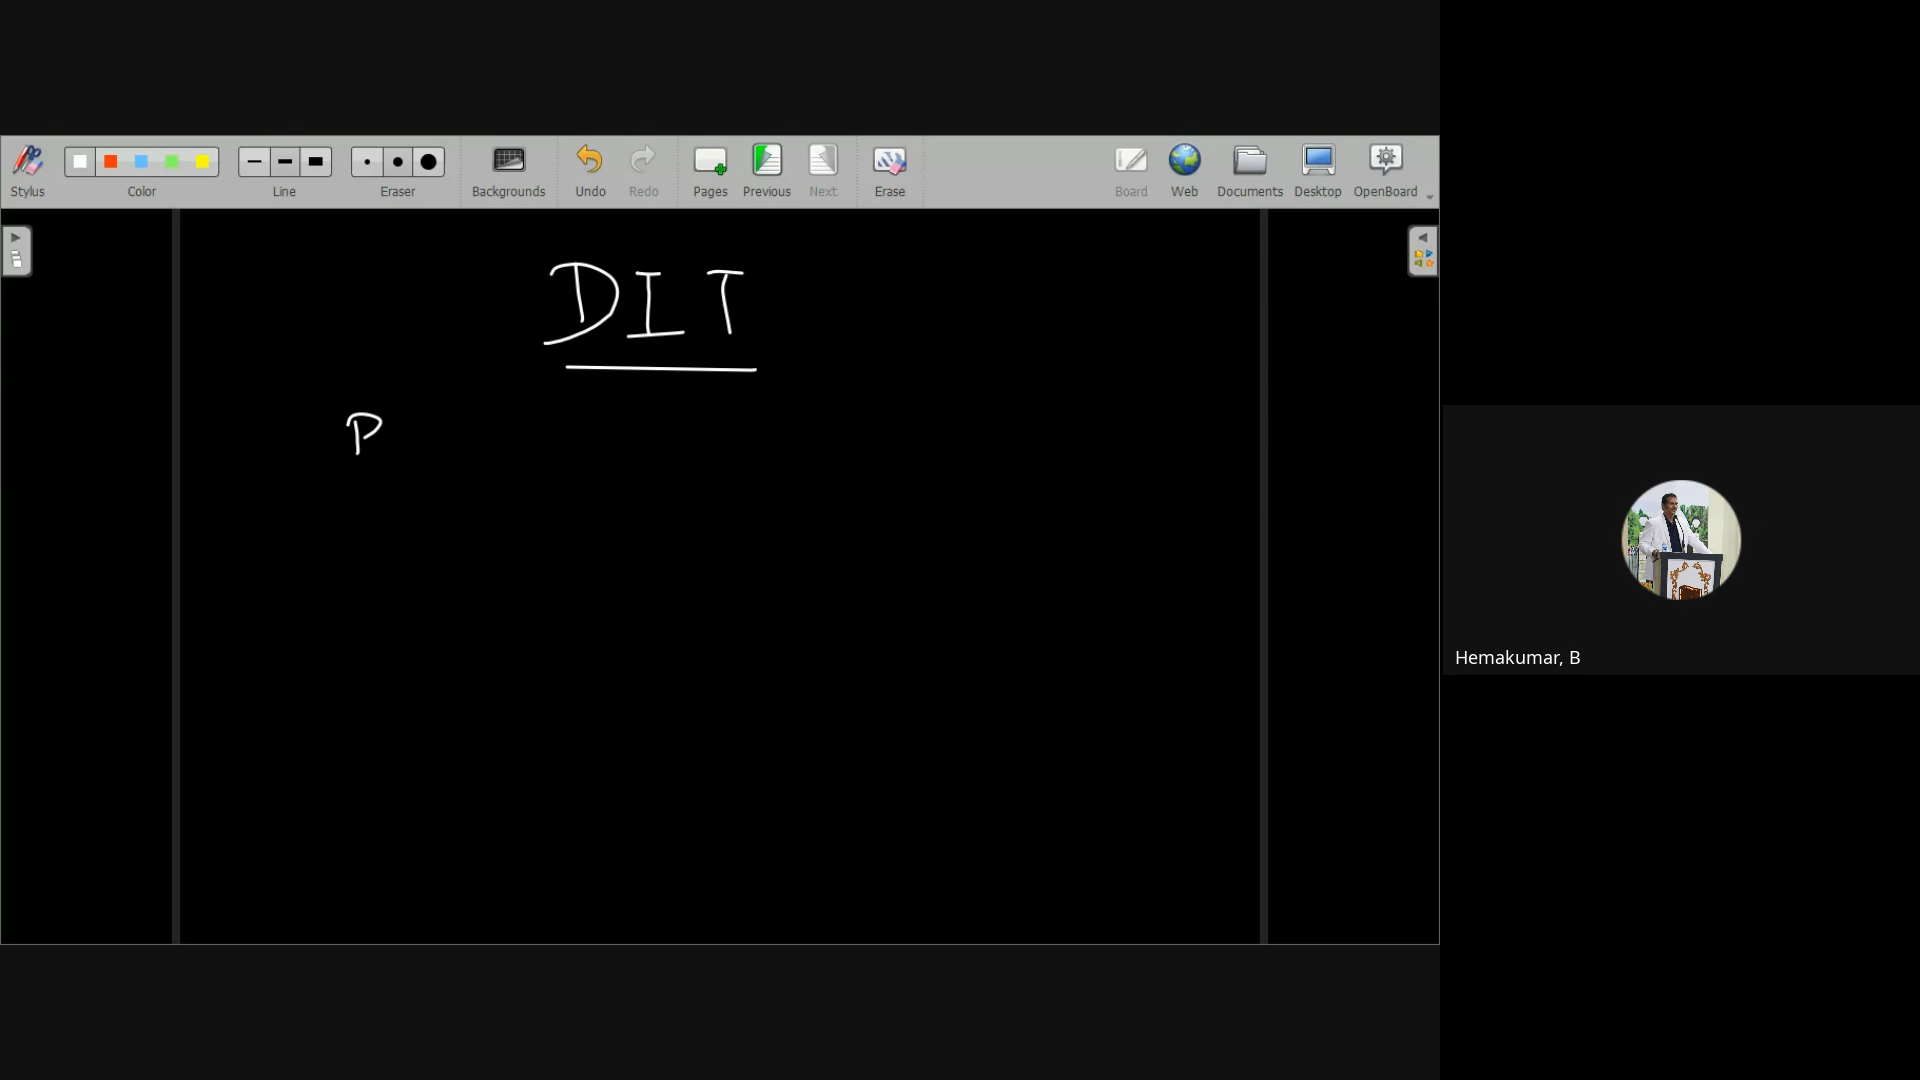 Stylus Color Line Eraser Backgrounds Undo Redo Pages Previous Next Erase Board Web Documents Desktop OpenBoard
DIT
P
Hemakumar, B